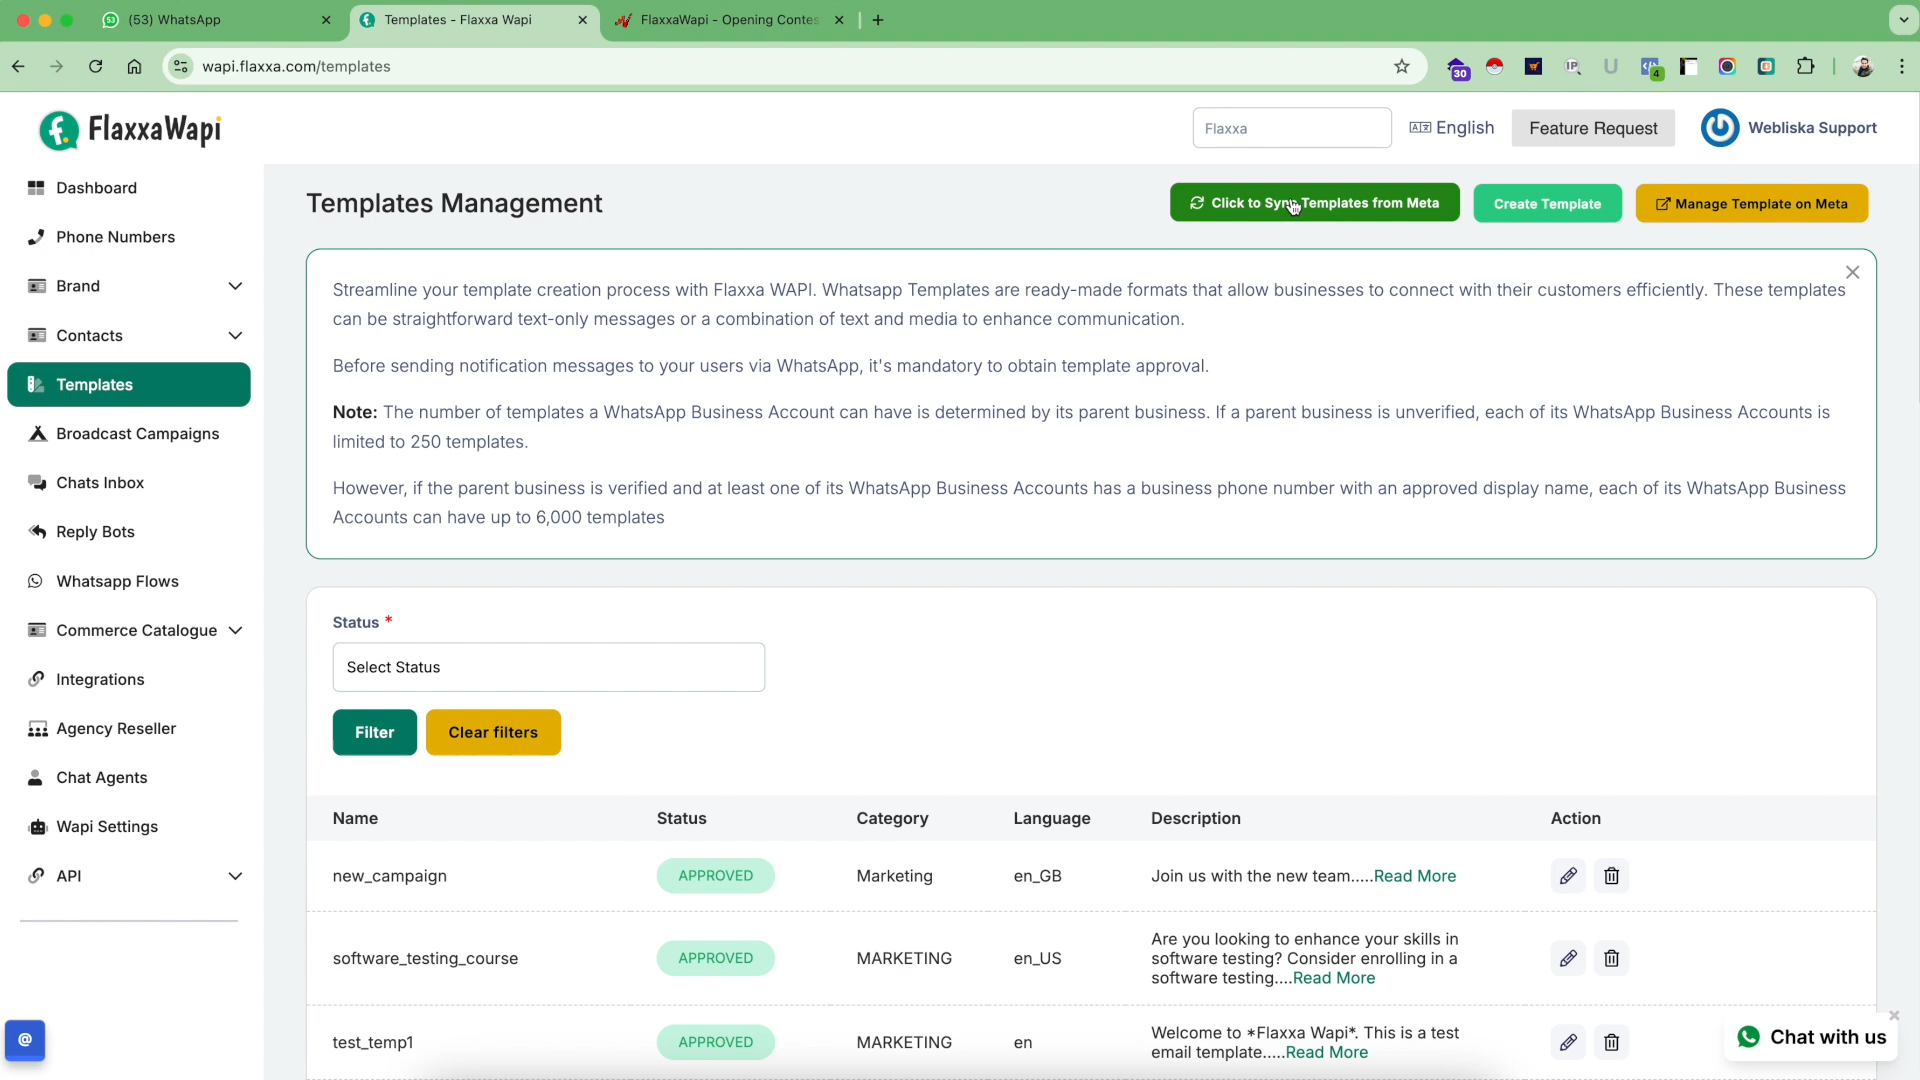 (53) WhatsApp
Templates - Flaxxa Wapi
FlaxxaWapi - Opening Contes
wapi.flaxxa.com/templates
30
IP
U
4
FlaxxaWapi
Flaxxa
English
Feature Request
Webliska Support
Dashboard
Phone Numbers
Brand
Contacts
Templates
Broadcast Campaigns
Chats Inbox
Reply Bots
Whatsapp Flows
Commerce Catalogue
Integrations
Agency Reseller
Chat Agents
Wapi Settings
API
@
Templates Management
Click to Sync Templates from Meta
Create Template
Manage Template on Meta
Streamline your template creation process with Flaxxa WAPI. Whatsapp Templates are ready-made formats that allow businesses to connect with their customers efficiently. These templates
can be straightforward text-only messages or a combination of text and media to enhance communication.
Before sending notification messages to your users via WhatsApp, it's mandatory to obtain template approval.
Note: The number of templates a WhatsApp Business Account can have is determined by its parent business. If a parent business is unverified, each of its WhatsApp Business Accounts is
limited to 250 templates.
However, if the parent business is verified and at least one of its WhatsApp Business Accounts has a business phone number with an approved display name, each of its WhatsApp Business
Accounts can have up to 6,000 templates
Status *
Select Status
Filter
Clear filters
Name Status Category Language Description Action
new_campaign APPROVED Marketing en_GB Join us with the new team.....Read More
software_testing_course APPROVED MARKETING en_US Are you looking to enhance your skills in
software testing? Consider enrolling in a
software testing....Read More
test_temp1 APPROVED MARKETING en Welcome to *Flaxxa Wapi*. This is a test
email template.....Read More
Chat with us